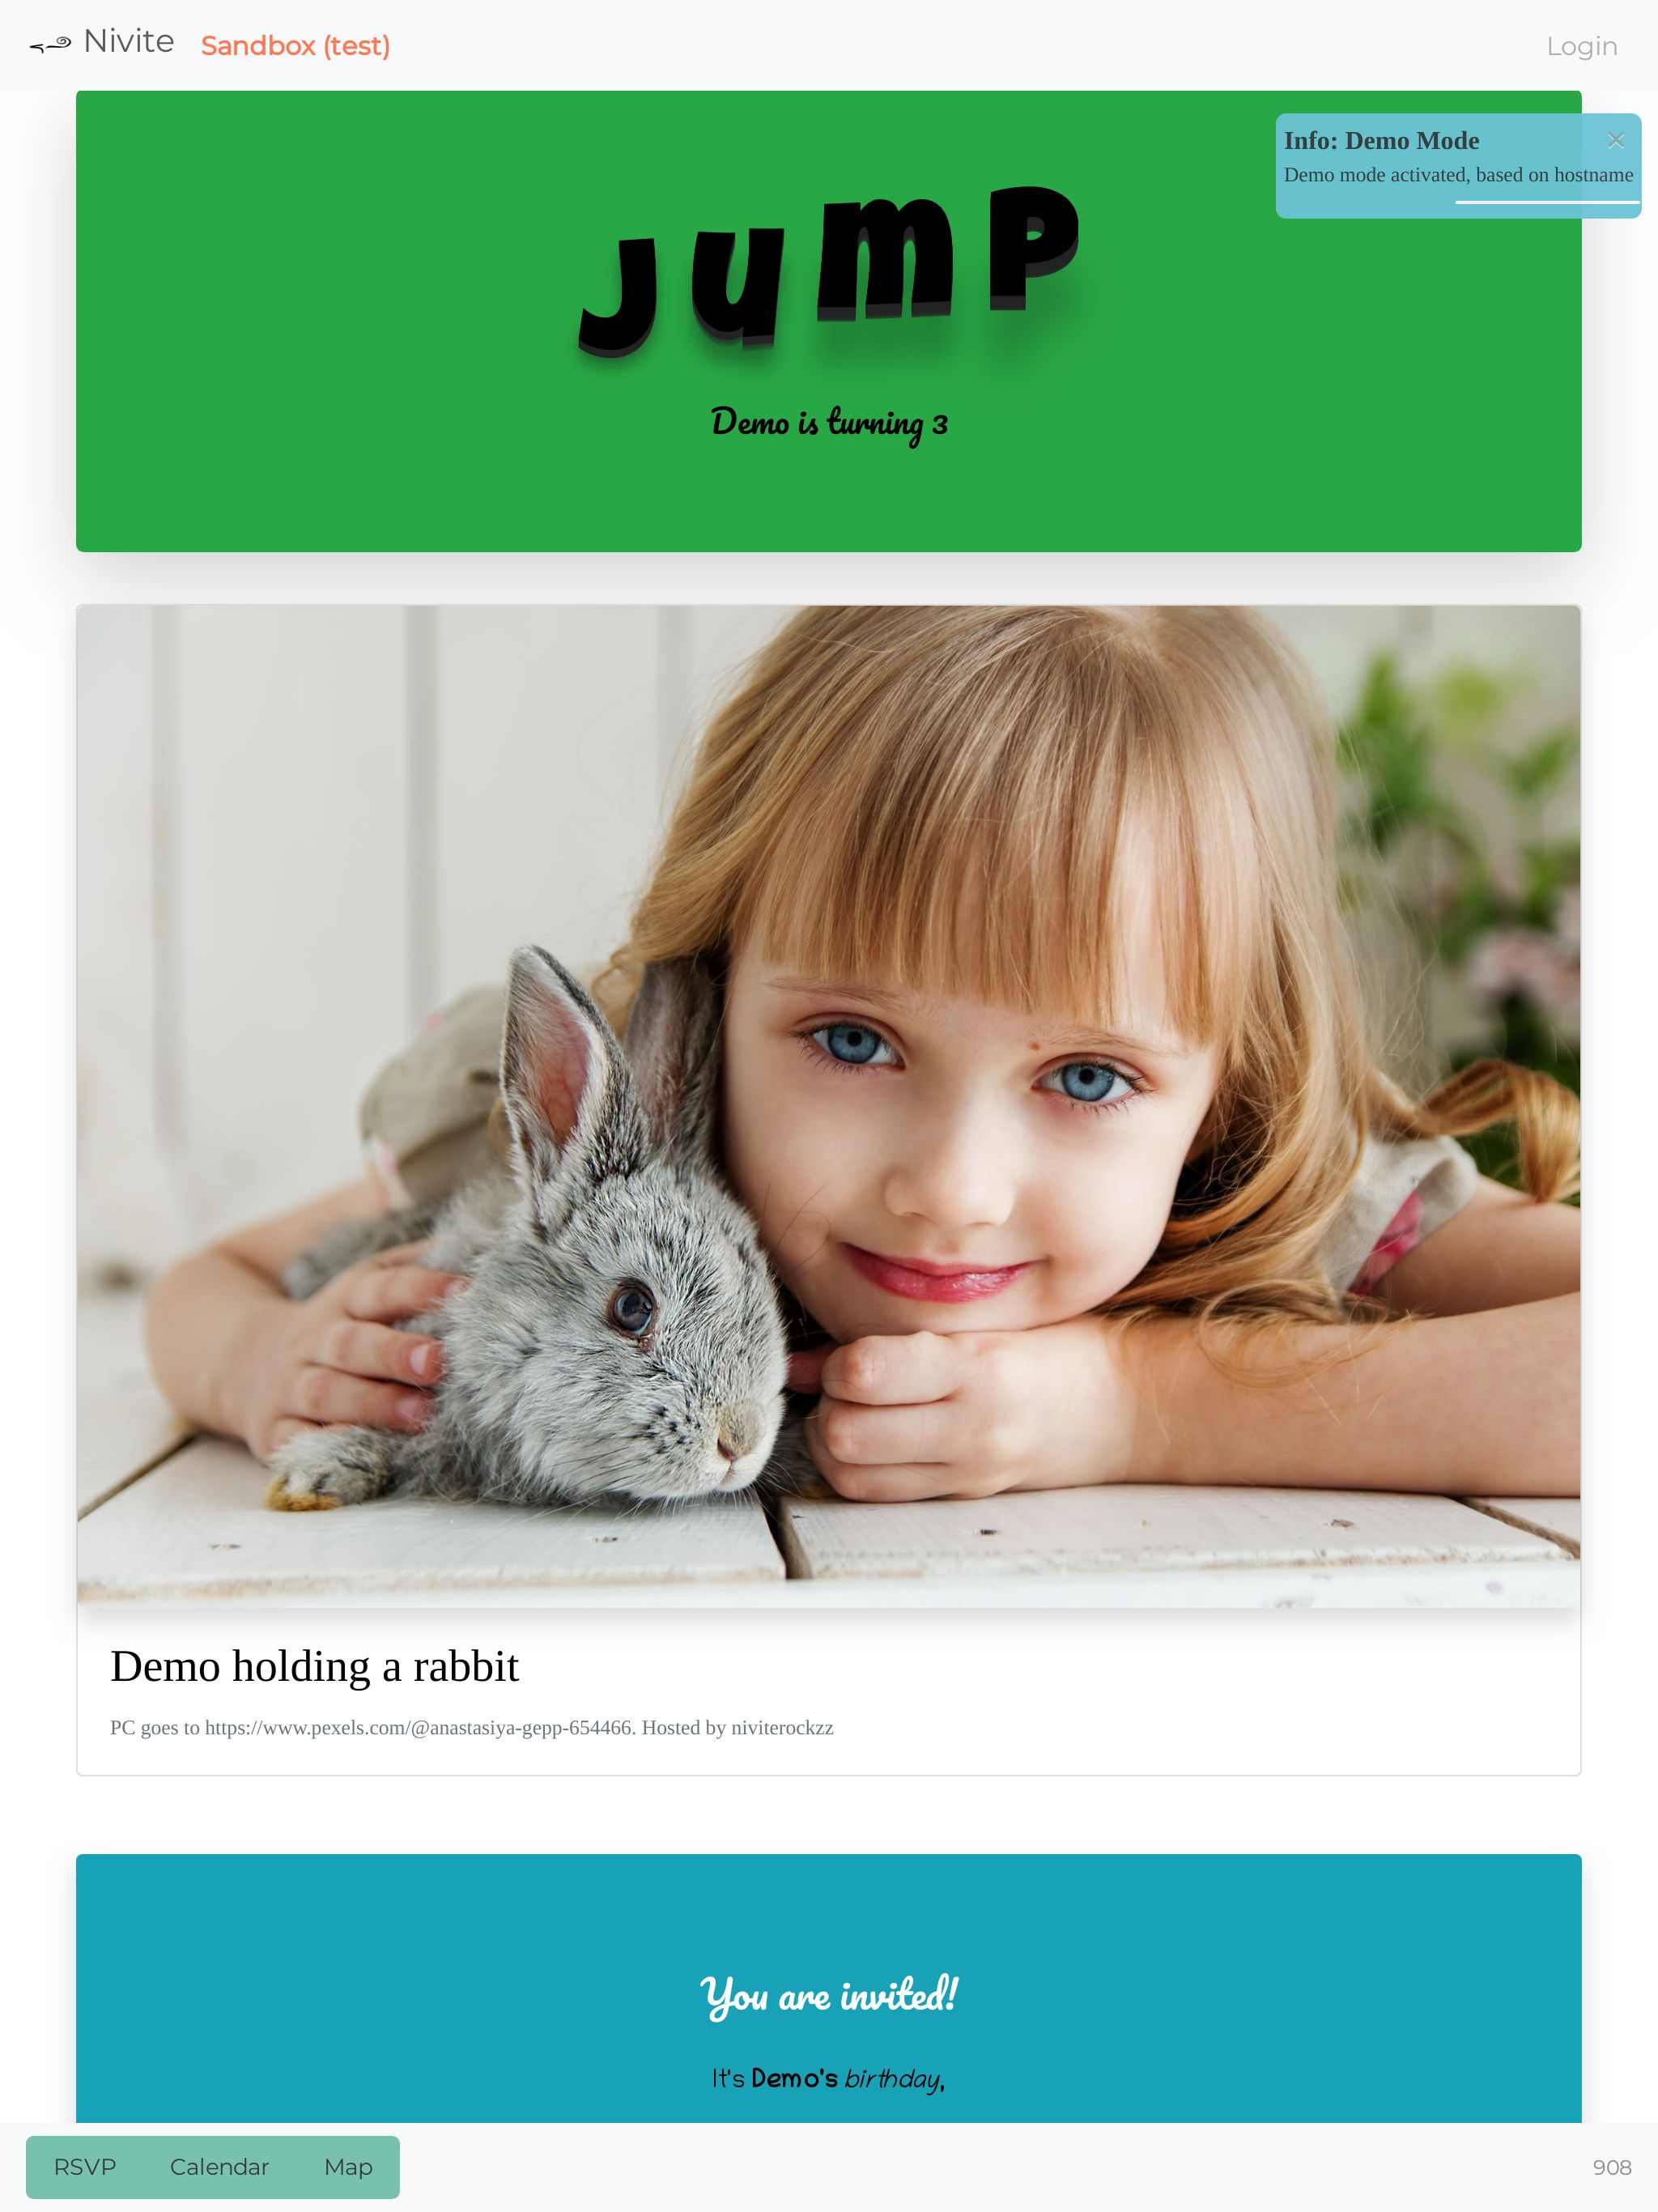 Nivite Sandbox (test) Login
Info: Demo Mode ×
Demo mode activated, based on hostname
JUmP
Demo is turning 3
Demo holding a rabbit
PC goes to https://www.pexels.com/@anastasiya-gepp-654466. Hosted by niviterockzz
You are invited!
It's Demo's birthday,
RSVP Calendar Map 908